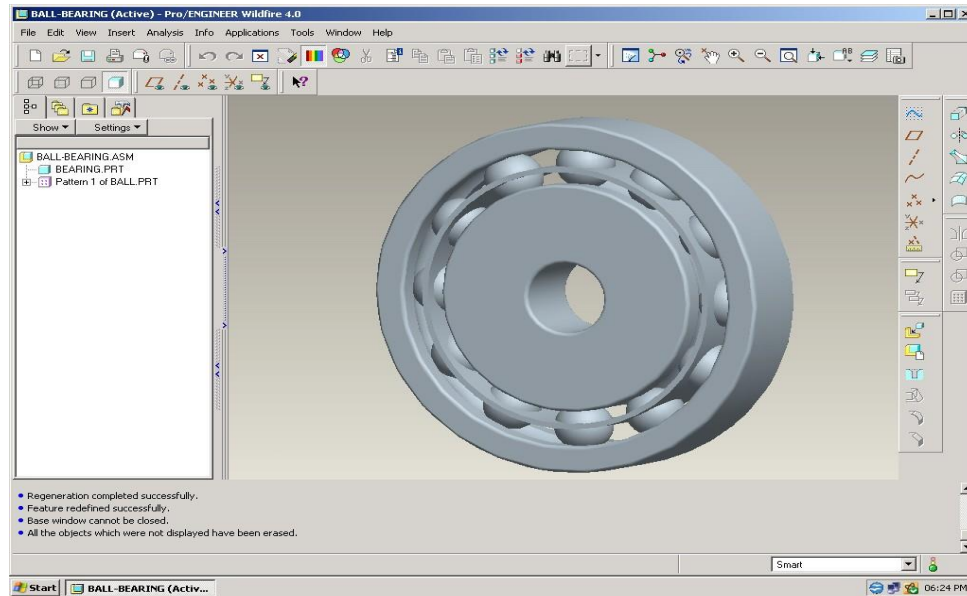 BALL-BEARING (Active) - Pro/ENGINEER Wildfire 4.0
File Edit View Insert Analysis Info Applications Tools Window Help
Show Settings
BALL-BEARING.ASM
BEARING.PRT
Pattern 1 of BALL.PRT
Regeneration completed successfully.
Feature redefined successfully.
Base window cannot be closed.
All the objects which were not displayed have been erased.
Smart
Start BALL-BEARING (Activ... 06:24 PM